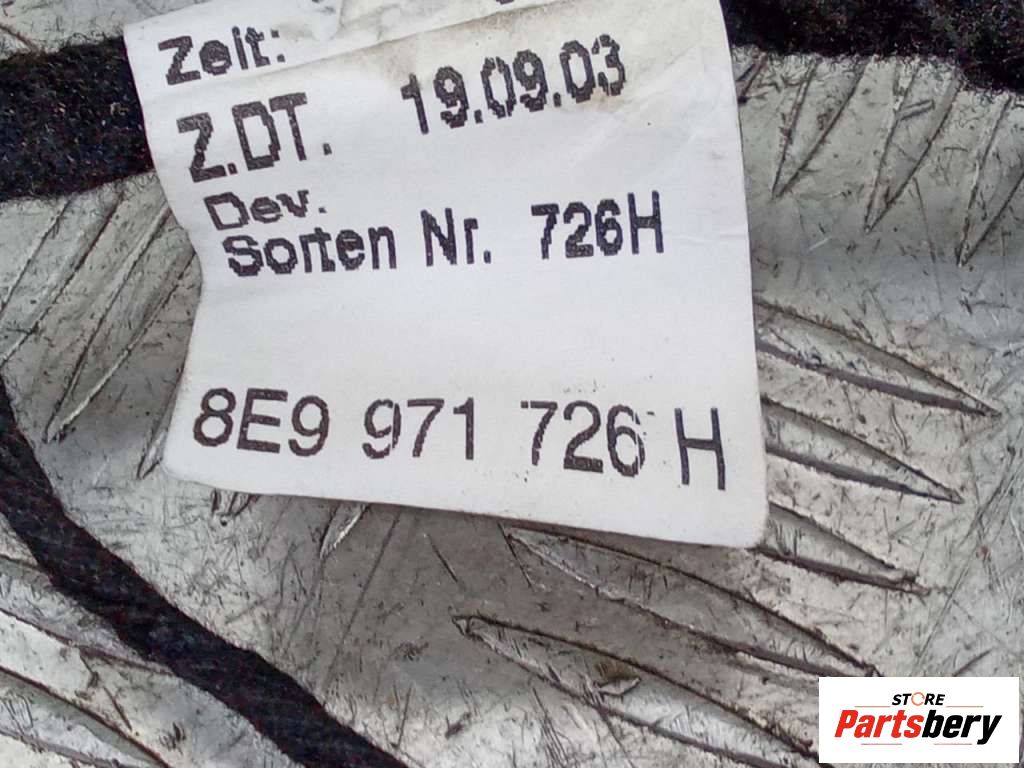 Zeit:
Z.DT. 19.09.03
Dev.
Sorten Nr. 726H
8E9 971 726 H
STORE
Partsbery